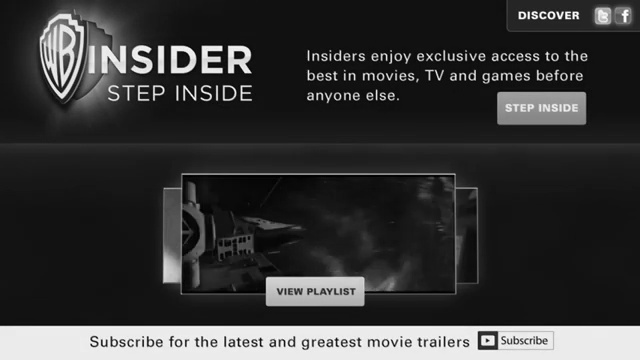 DISCOVER
WB INSIDER
STEP INSIDE
Insiders enjoy exclusive access to the
best in movies, TV and games before
anyone else.
STEP INSIDE
VIEW PLAYLIST
Subscribe for the latest and greatest movie trailers Subscribe